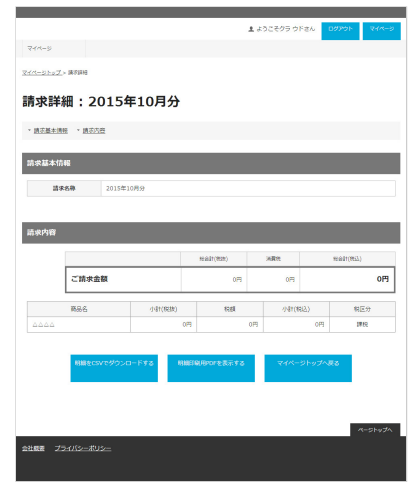 ようこそクラ ウドさん ログアウト マイページ
マイページ
マイページトップ > 請求詳細
請求詳細：2015年10月分
・請求基本情報 ・請求内容
請求基本情報
請求名称 2015年10月分
請求内容
総合計(税抜) 消費税 総合計(税込)
ご請求金額 0円 0円 0円
商品名 小計(税抜) 税額 小計(税込) 税区分
△△△△ 0円 0円 0円 課税
明細をCSVでダウンロードする 明細印刷用PDFを表示する マイページトップへ戻る
ページトップへ
会社概要 プライバシーポリシー